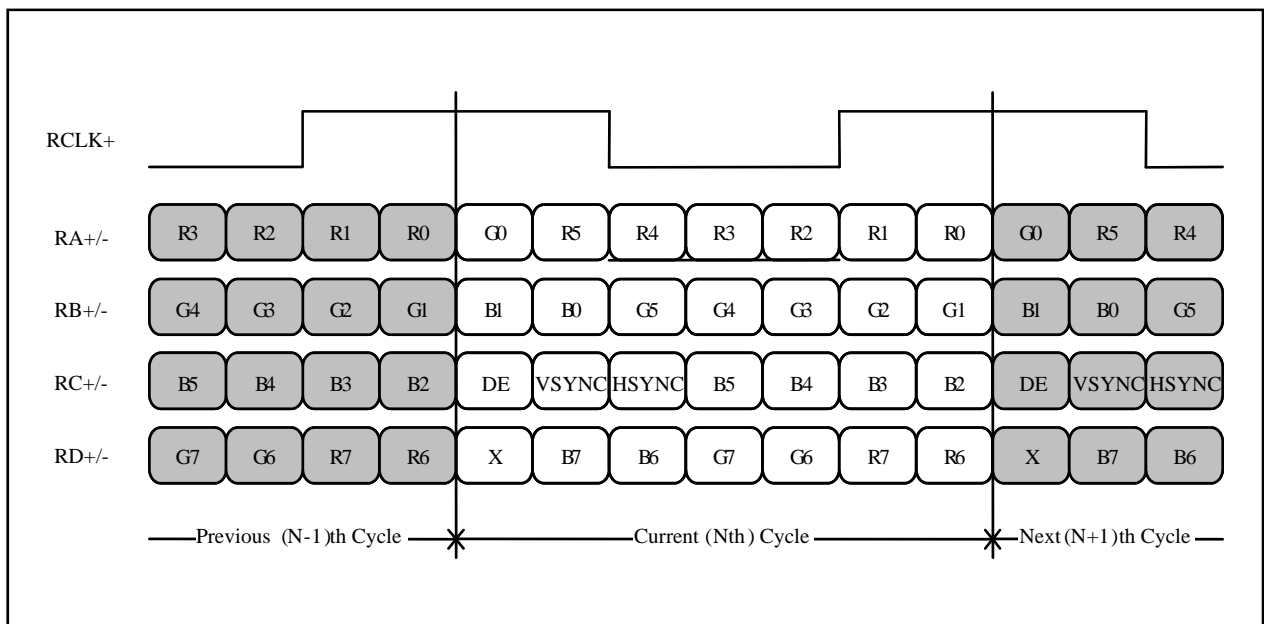 RCLK+
RA+/- R3 R2 R1 R0 G0 R5 R4 R3 R2 R1 R0 G0 R5 R4
RB+/- G4 G3 G2 G1 B1 B0 G5 G4 G3 G2 G1 B1 B0 G5
RC+/- B5 B4 B3 B2 DE VSYNC HSYNC B5 B4 B3 B2 DE VSYNC HSYNC
RD+/- G7 G6 R7 R6 X B7 B6 G7 G6 R7 R6 X B7 B6
Previous (N-1)th Cycle Current (Nth) Cycle Next (N+1)th Cycle